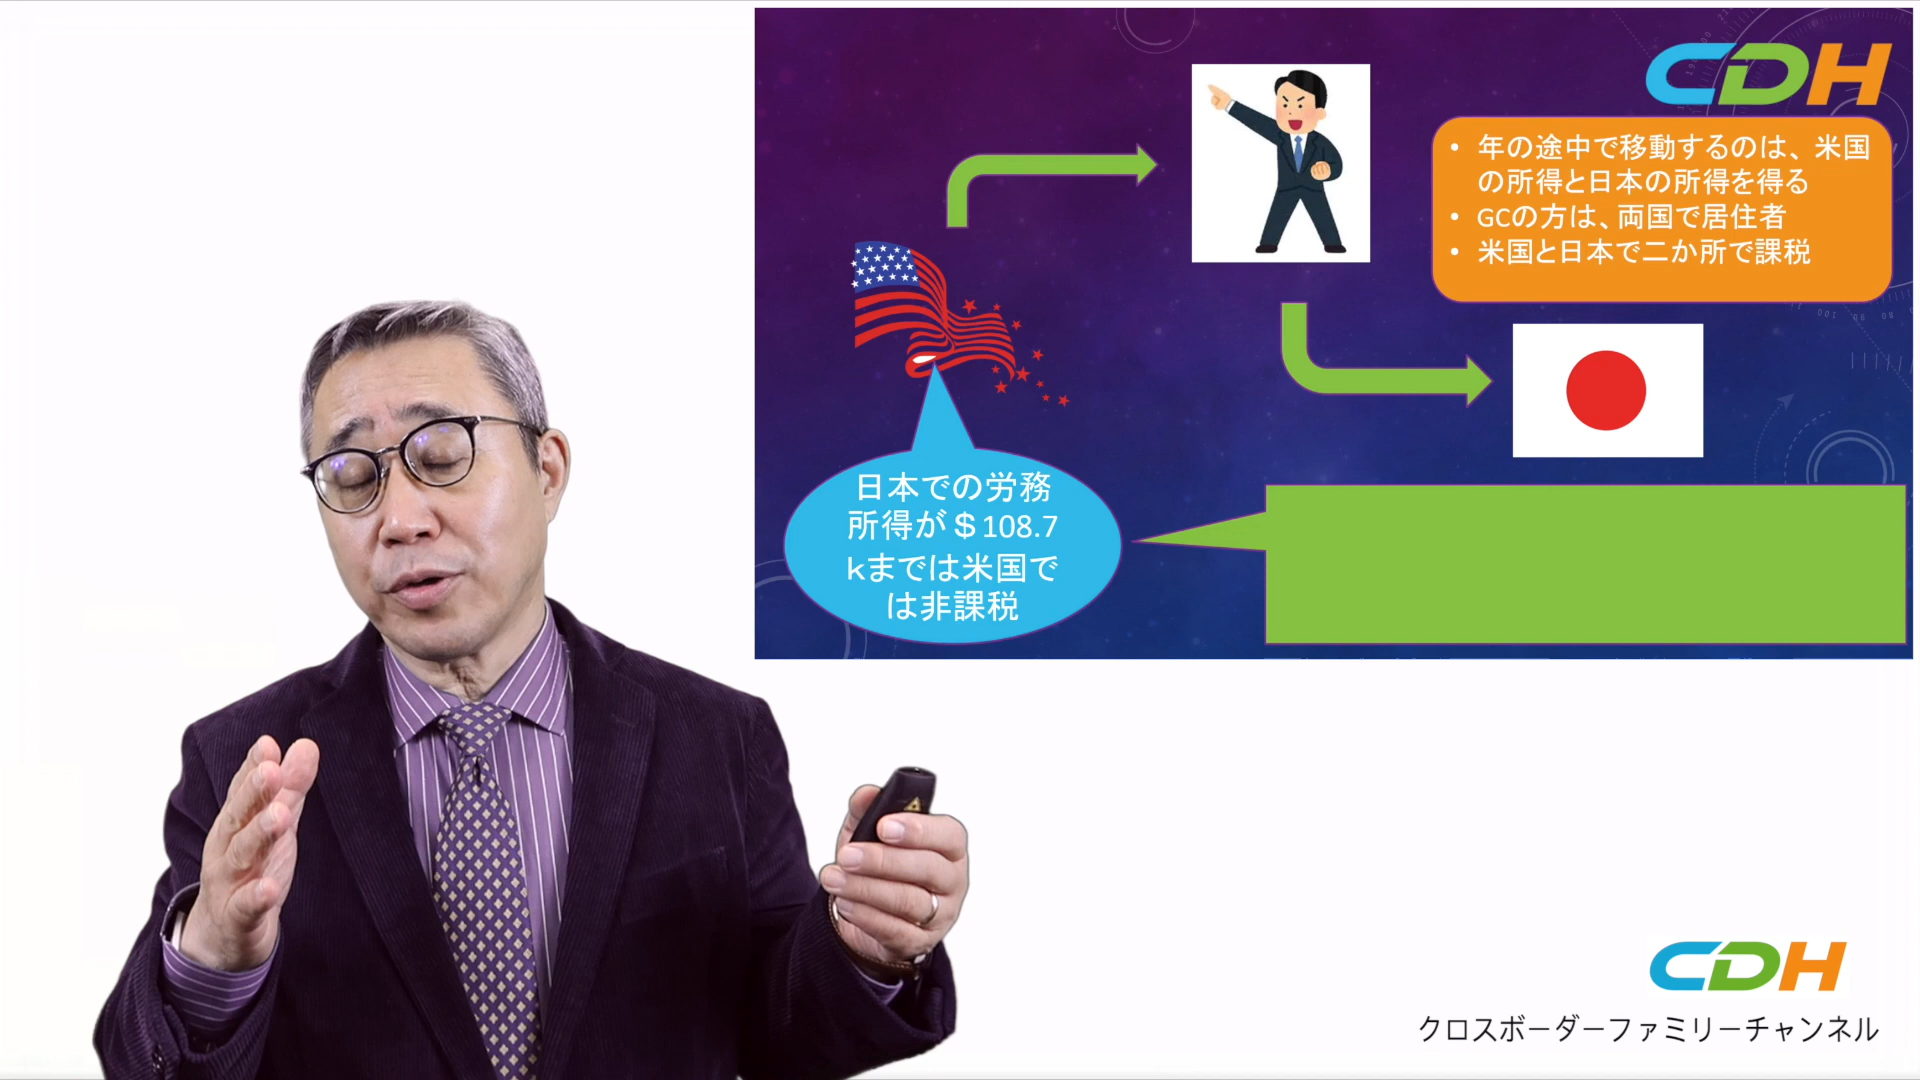 CDH
• 年の途中で移動するのは、米国
の所得と日本の所得を得る
• GCの方は、両国で居住者
• 米国と日本で二か所で課税
日本での労務
所得が＄108.7
ｋまでは米国で
は非課税
CDH
クロスボーダーファミリーチャンネル